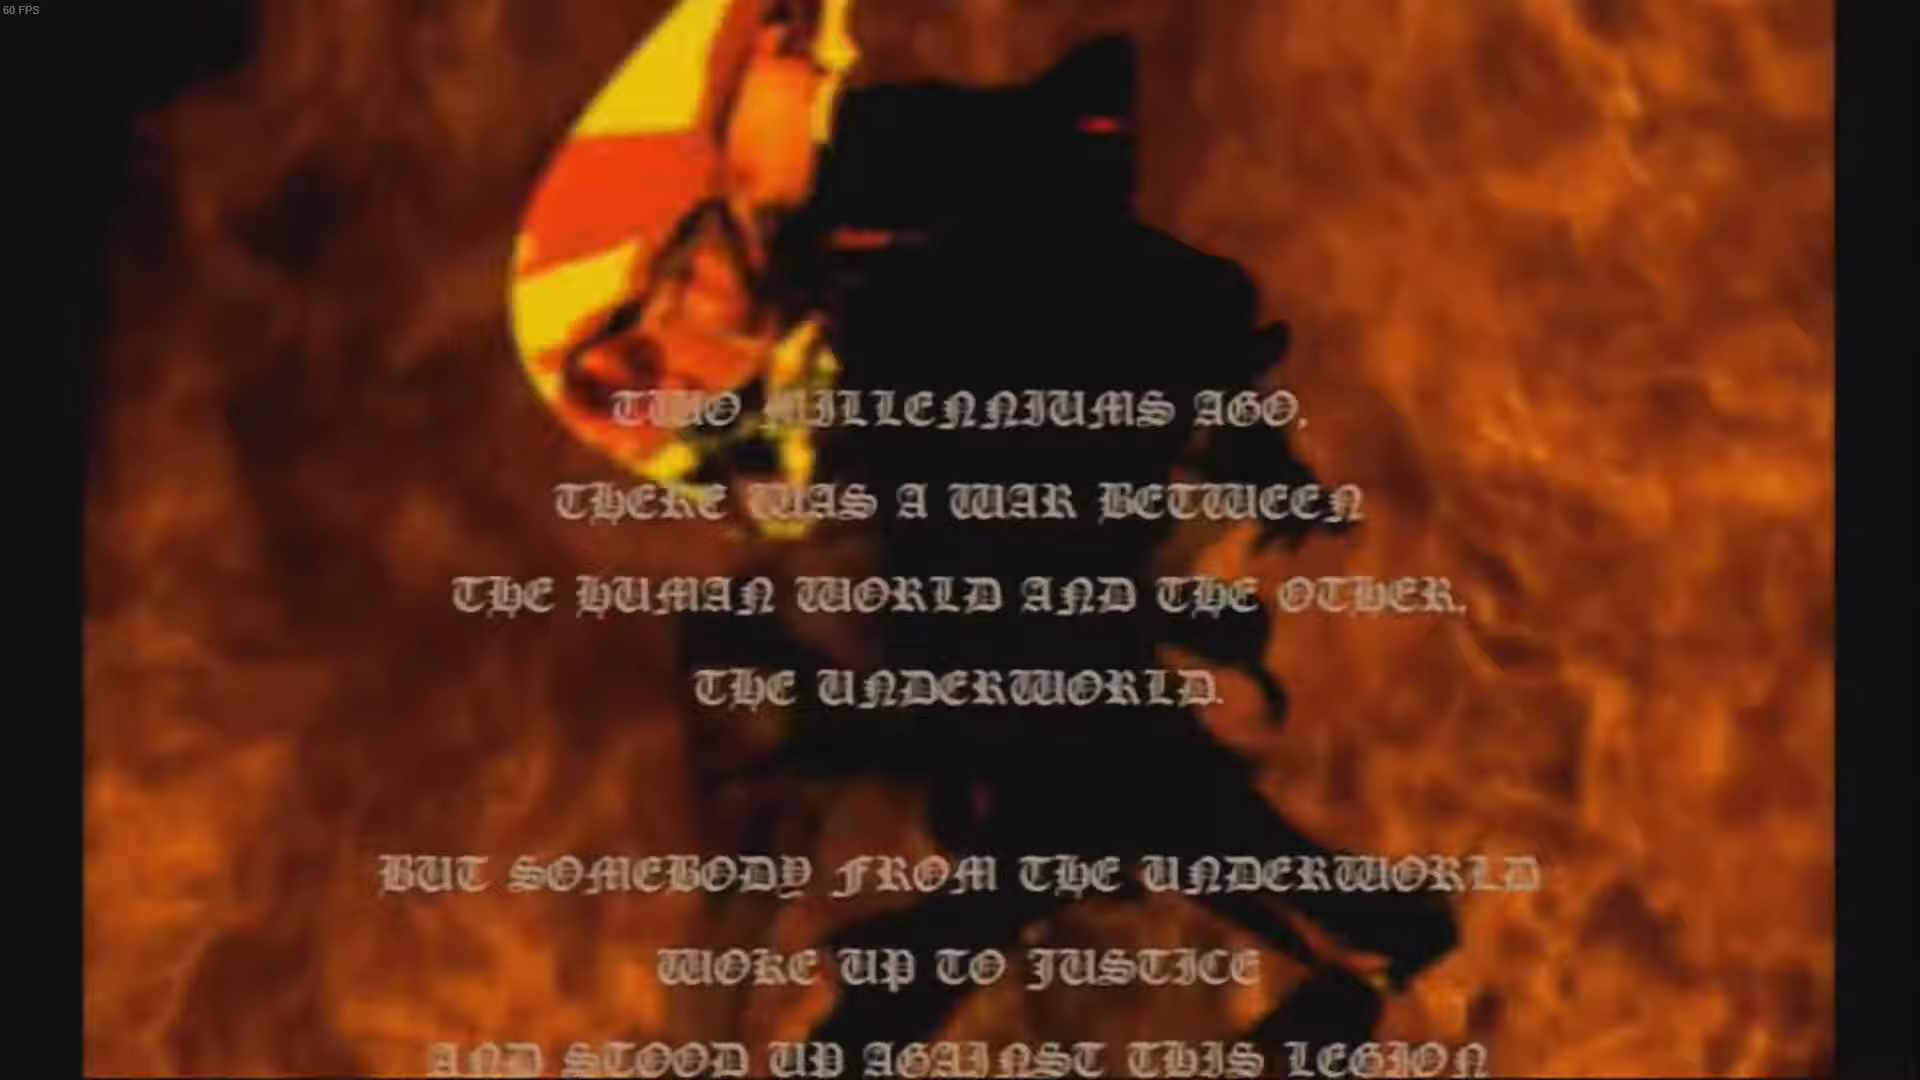 60 FPS
TWO MILLENNIUMS AGO,
THERE WAS A WAR BETWEEN
THE HUMAN WORLD AND THE OTHER.
THE UNDERWORLD.
BUT SOMEBODY FROM THE UNDERWORLD
WOKE UP TO JUSTICE
AND STOOD UP AGAINST THIS LEGION